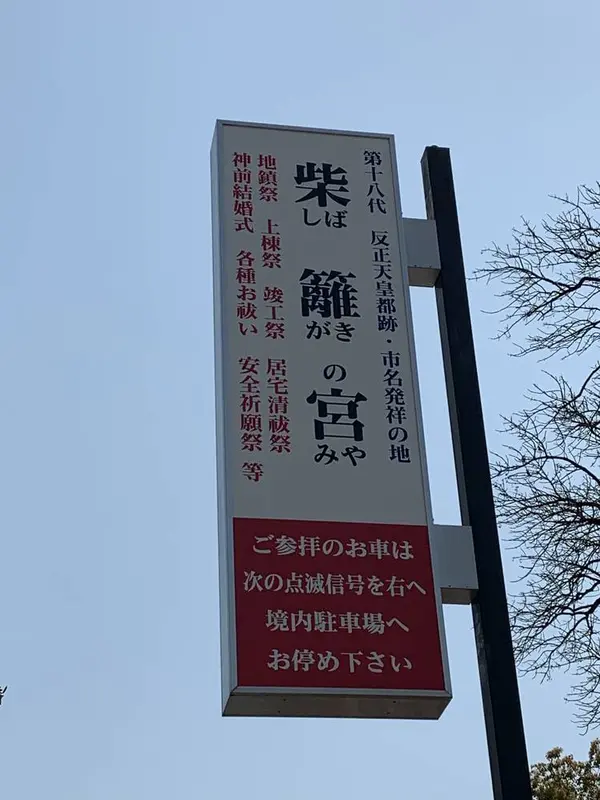 第十八代 反正天皇都跡・市名発祥の地
柴籬の宮
しばがきのみや
地鎮祭 上棟祭 竣工祭 居宅清祓祭
神前結婚式 各種お祓い 安全祈願祭 等
ご参拝のお車は
次の点滅信号を右へ
境内駐車場へ
お停め下さい